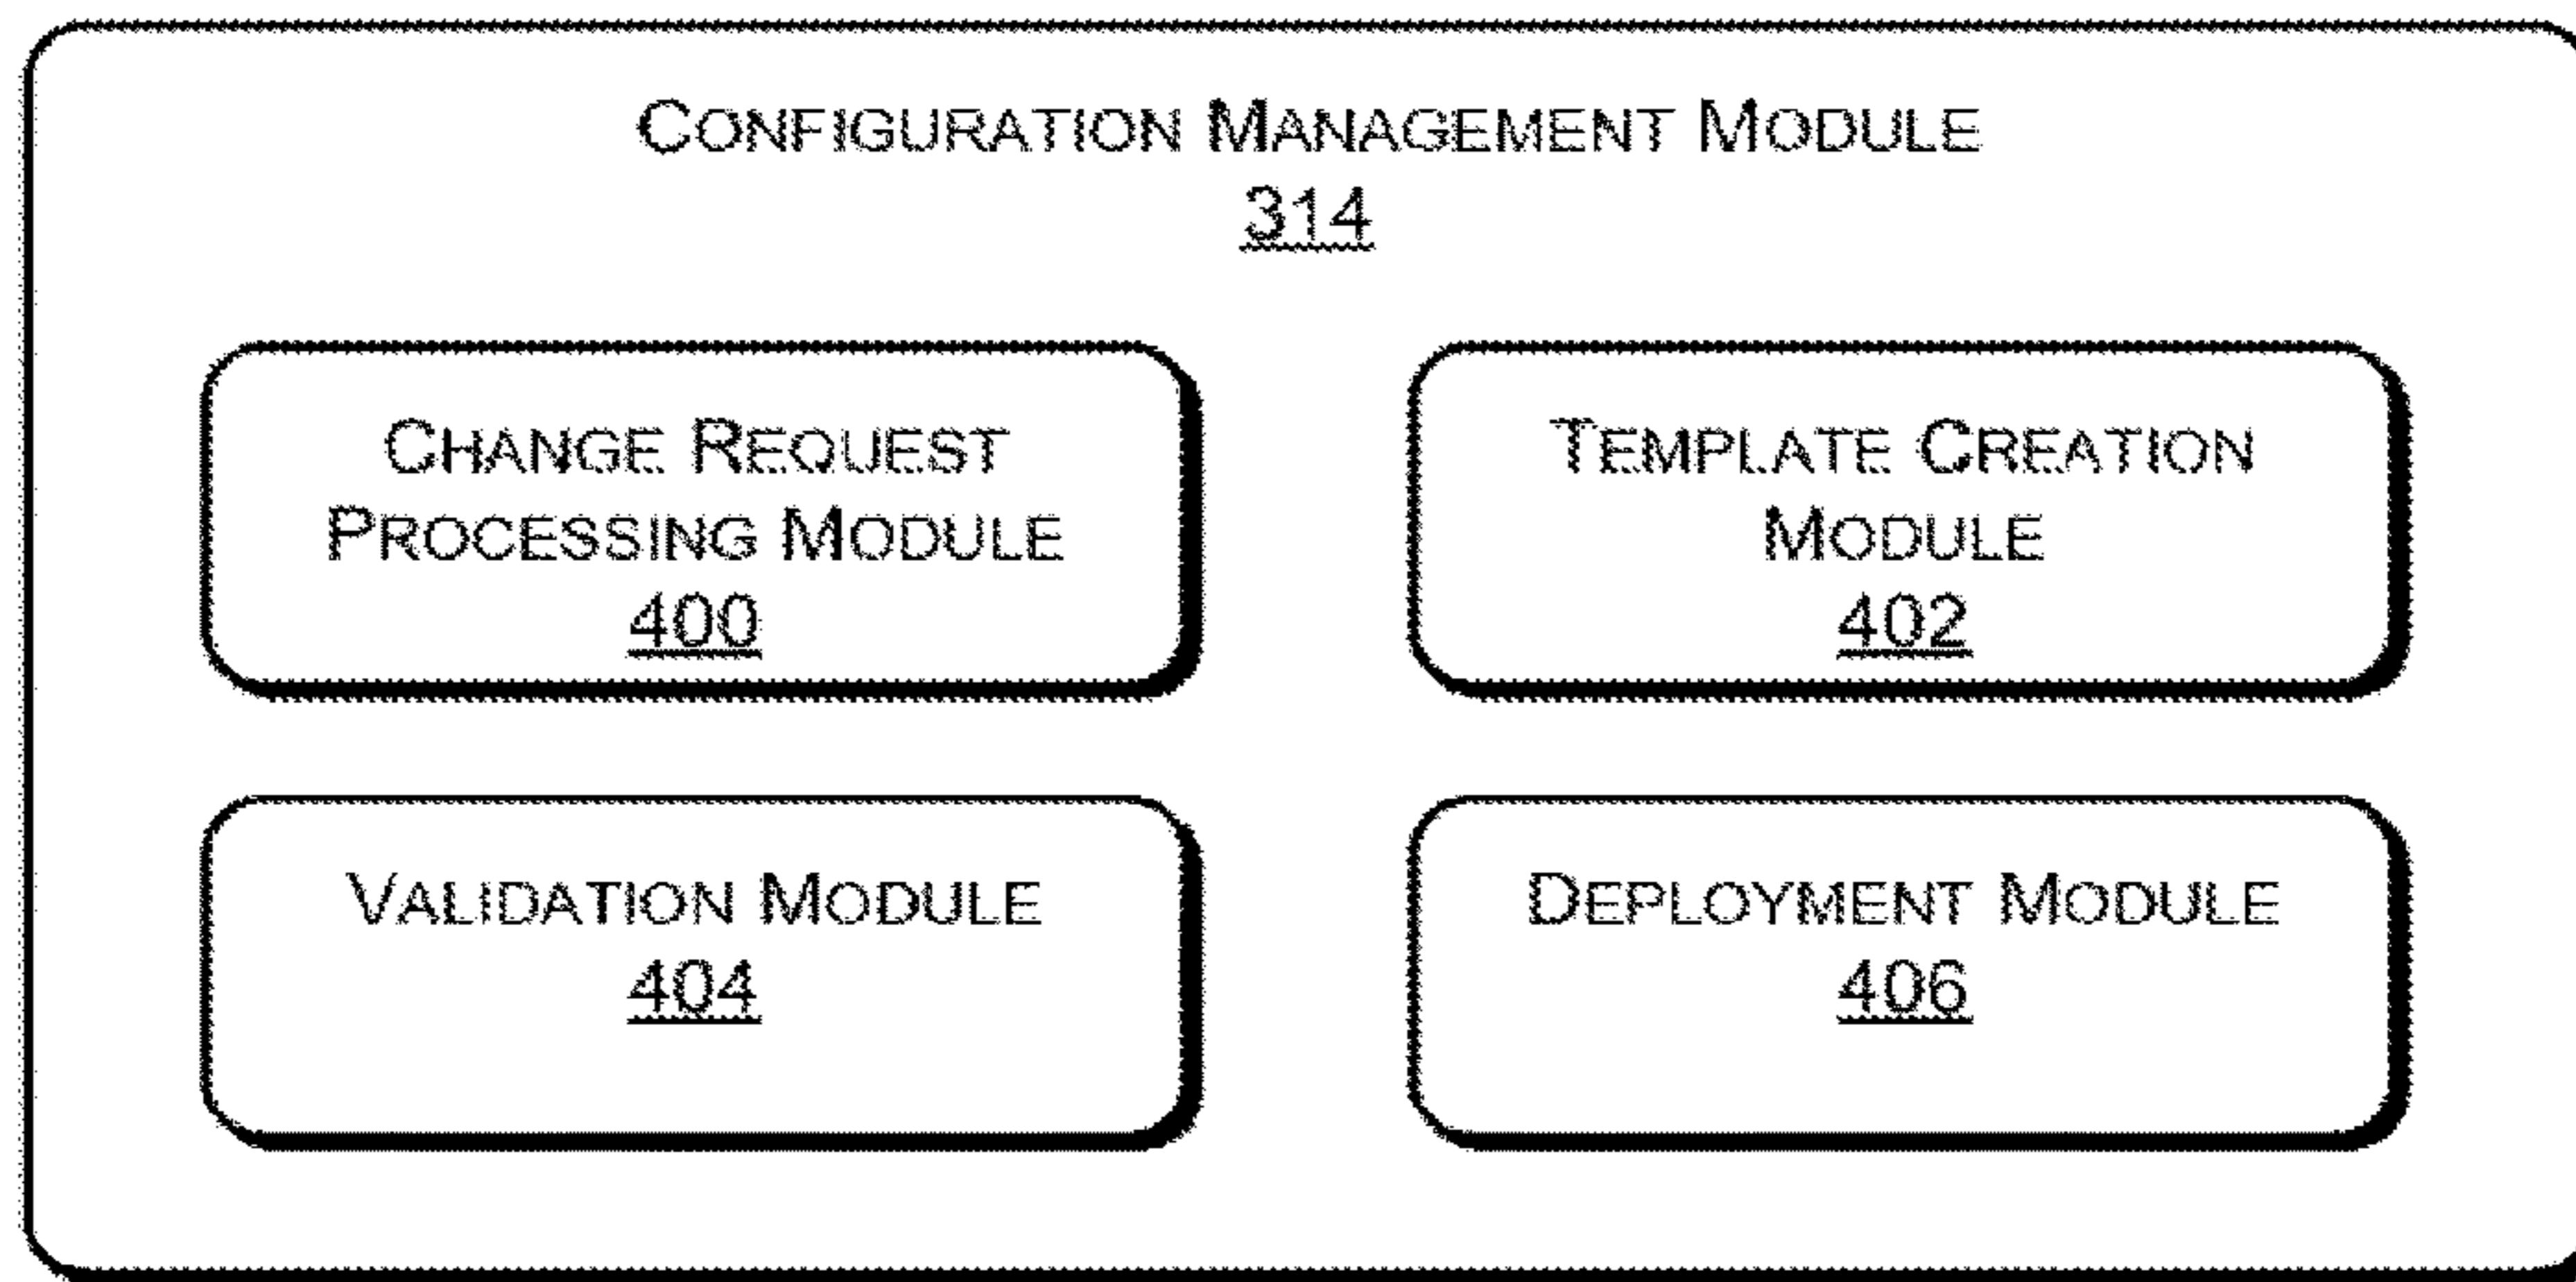 CONFIGURATION MANAGEMENT MODULE
314
CHANGE REQUEST
PROCESSING MODULE
400
TEMPLATE CREATION
MODULE
402
VALIDATION MODULE
404
DEPLOYMENT MODULE
406